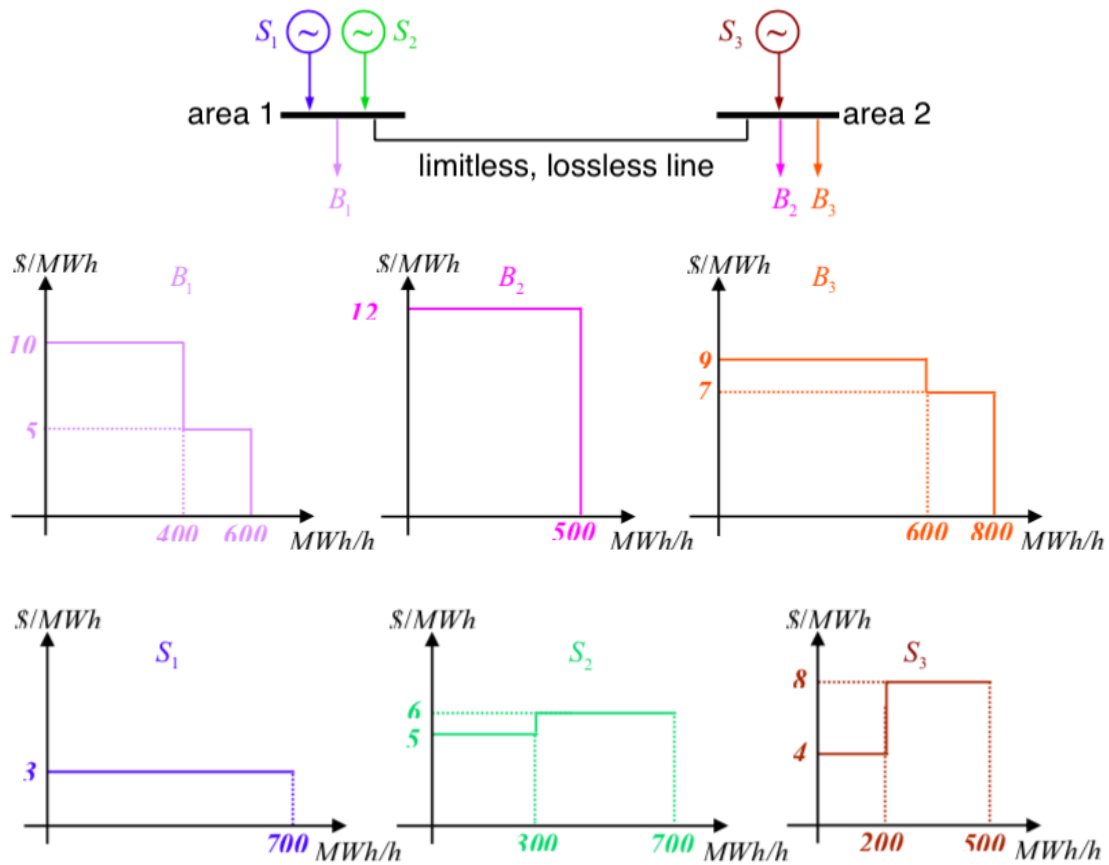 S₁ ~ ~ S₂ S₃ ~
area 1 area 2
limitless, lossless line
B₁ B₂ B₃
$/MWh B₁ $/MWh B₂ $/MWh B₃
10
5
400 600 MWh/h
12
500 MWh/h
9
7
600 800 MWh/h
$/MWh S₁ $/MWh S₂ $/MWh S₃
3
700 MWh/h
6
5
300 700 MWh/h
8
4
200 500 MWh/h